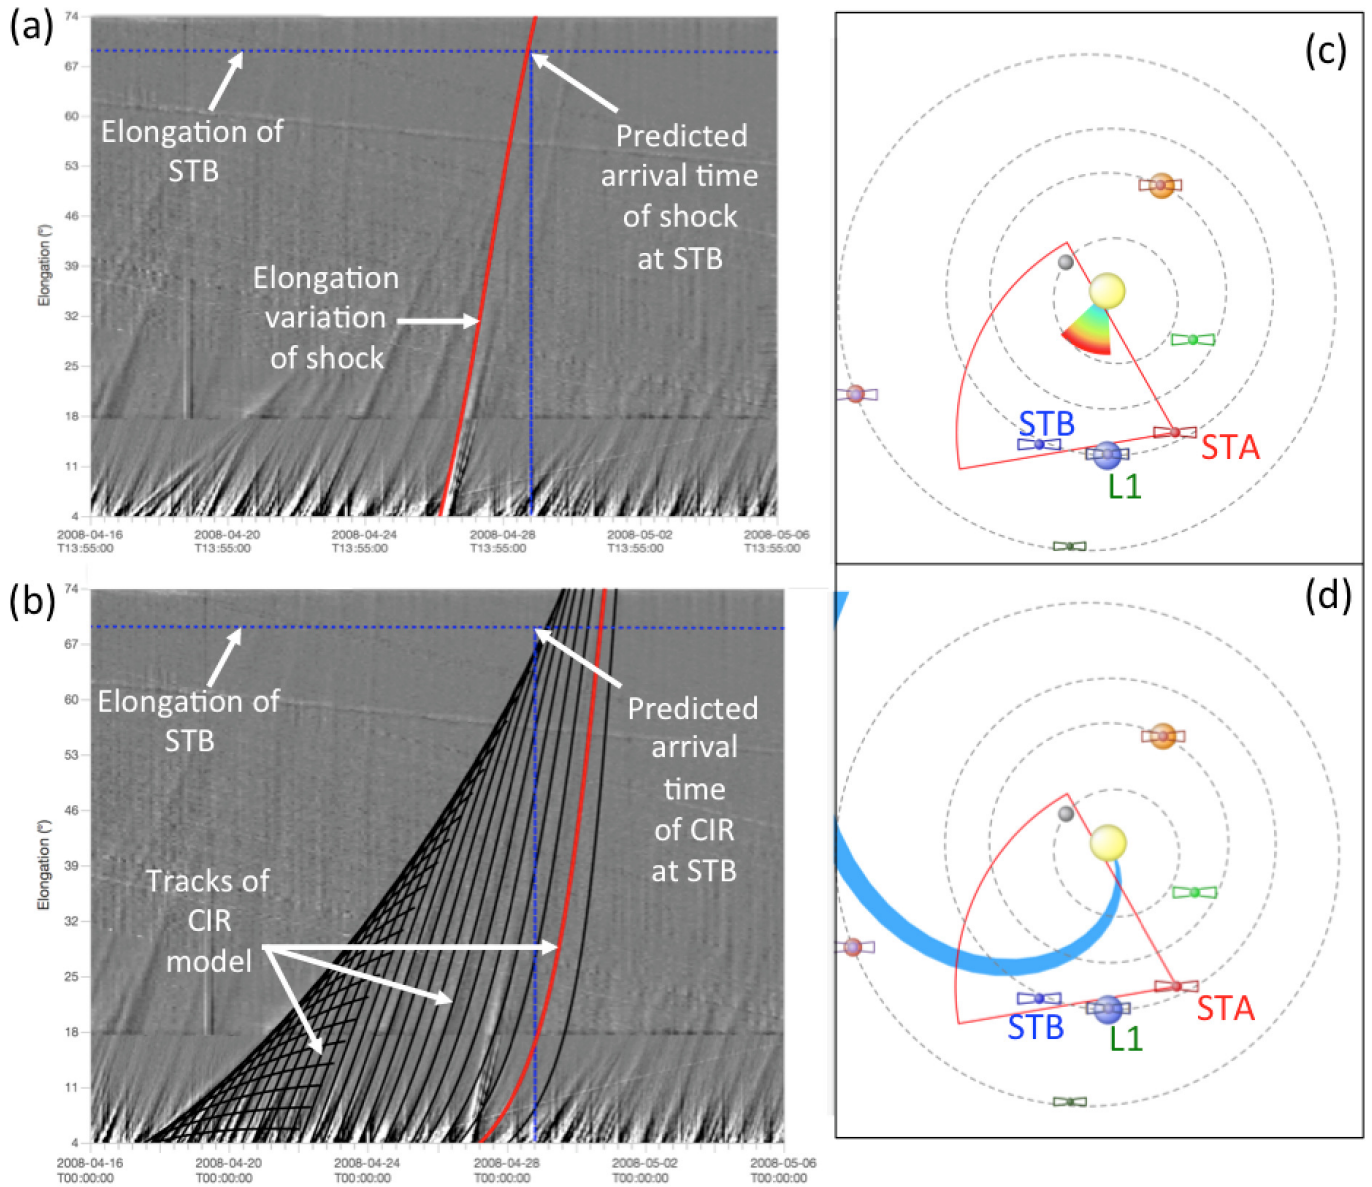 (a)
74
67
60
53
46
39
32
25
18
11
4
Elongation (°)
Elongation of
STB
Elongation
variation
of shock
Predicted
arrival time
of shock
at STB
2008-04-16
T13:55:00
2008-04-20
T13:55:00
2008-04-24
T13:55:00
2008-04-28
T13:55:00
2008-05-02
T13:55:00
2008-05-06
T13:55:00
(c)
STB
STA
L1
(b)
74
67
60
53
46
39
32
25
18
11
4
Elongation (°)
Elongation of
STB
Tracks of
CIR
model
Predicted
arrival
time
of CIR
at STB
2008-04-16
T00:00:00
2008-04-20
T00:00:00
2008-04-24
T00:00:00
2008-04-28
T00:00:00
2008-05-02
T00:00:00
2008-05-06
T00:00:00
(d)
STB
STA
L1